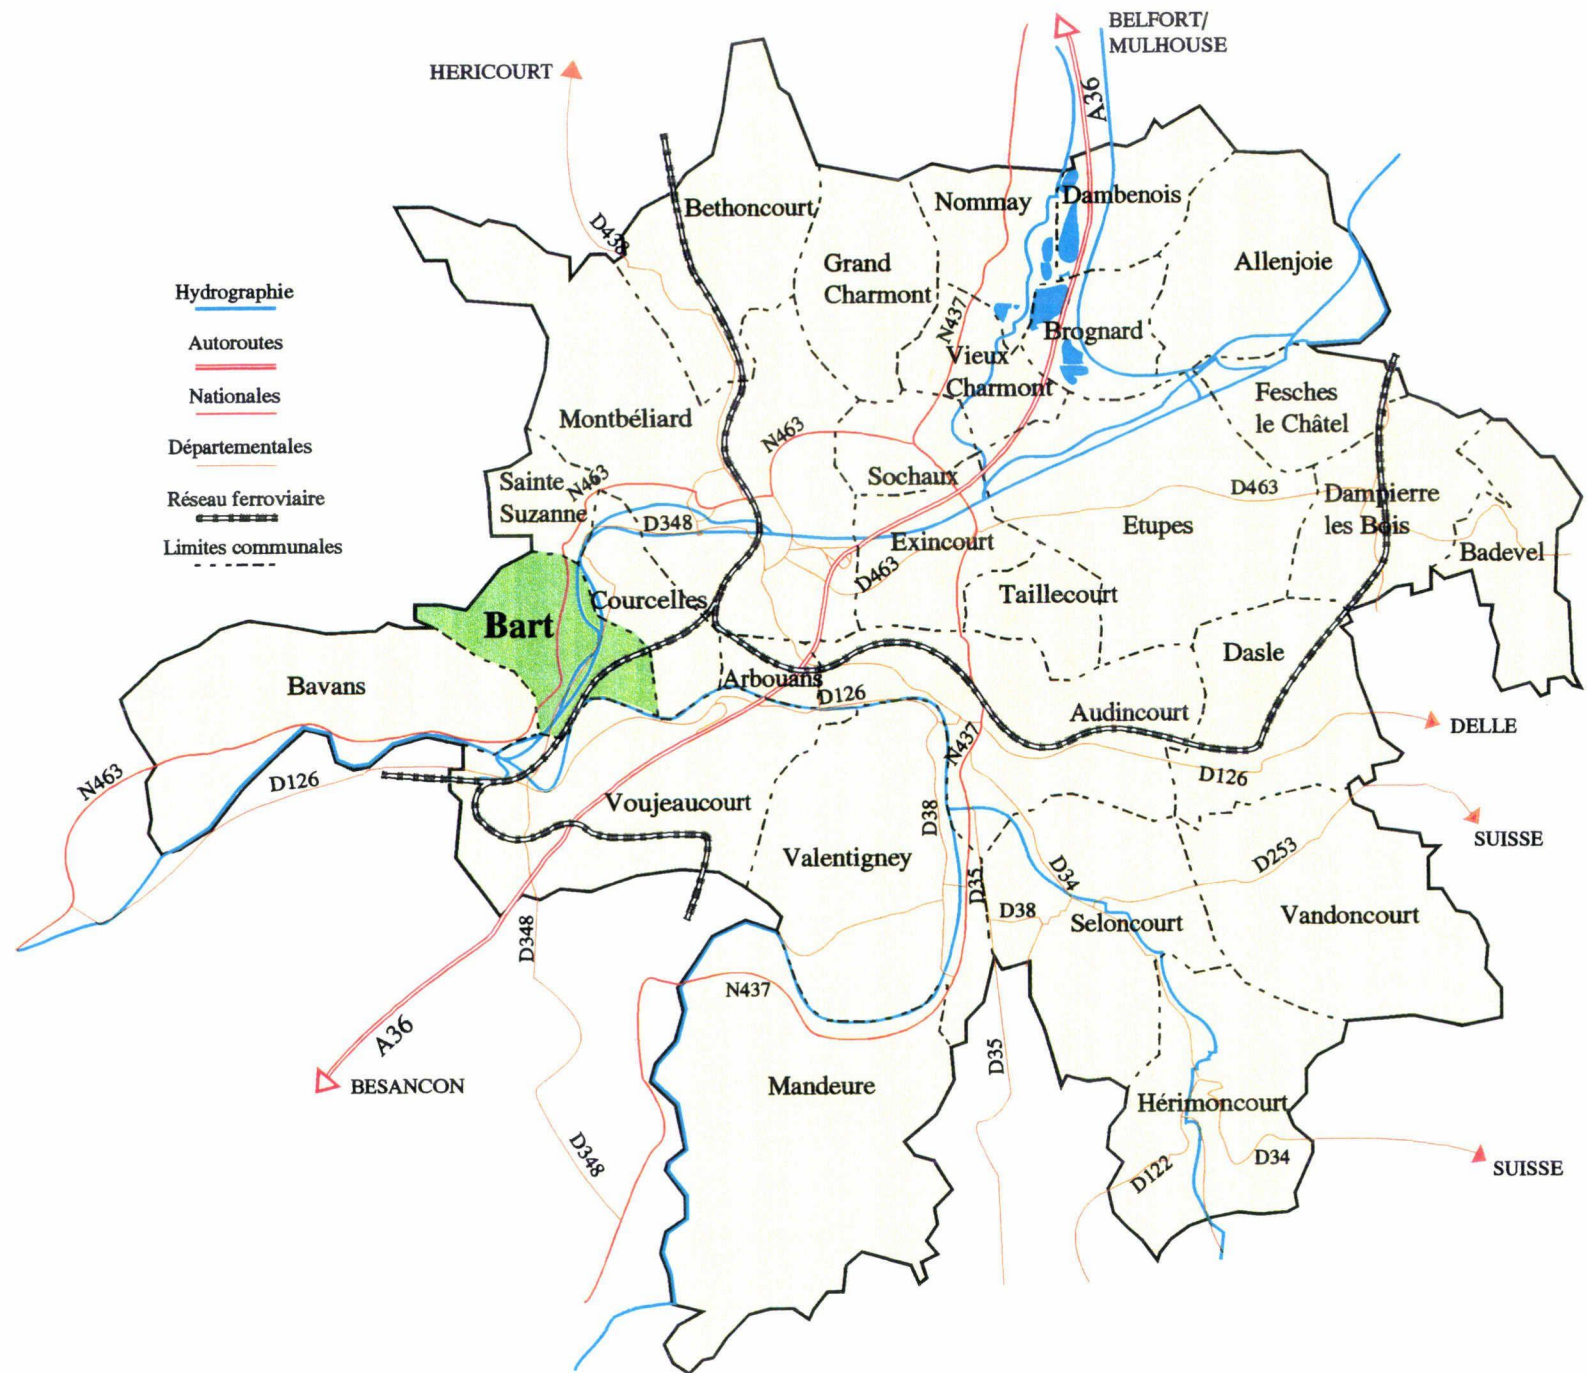 BELFORT/
MULHOUSE
HERICOURT
A36
D438
Bethoncourt
Nommay
Dambenois
Grand
Charmont
Allenjoie
Hydrographie
Autoroutes
Nationales
Départementales
Réseau ferroviaire
Limites communales
N437
Brognard
Vieux
Charmont
Fesches
le Châtel
Montbéliard
N463
Sochaux
Sainte
Suzanne
N463
D348
D463
Dampierre
les Bois
Etupes
Exincourt
D463
Badevel
Taillecourt
Courcelles
Bart
Dasle
Bavans
Arbouans
D126
Audincourt
DELLE
N437
N463
D126
D126
Voujeaucourt
D38
SUISSE
Valentigney
D253
D34
D35
D38
Seloncourt
Vandoncourt
D348
N437
A36
D35
BESANCON
Mandeure
Hérimoncourt
D348
D122
D34
SUISSE